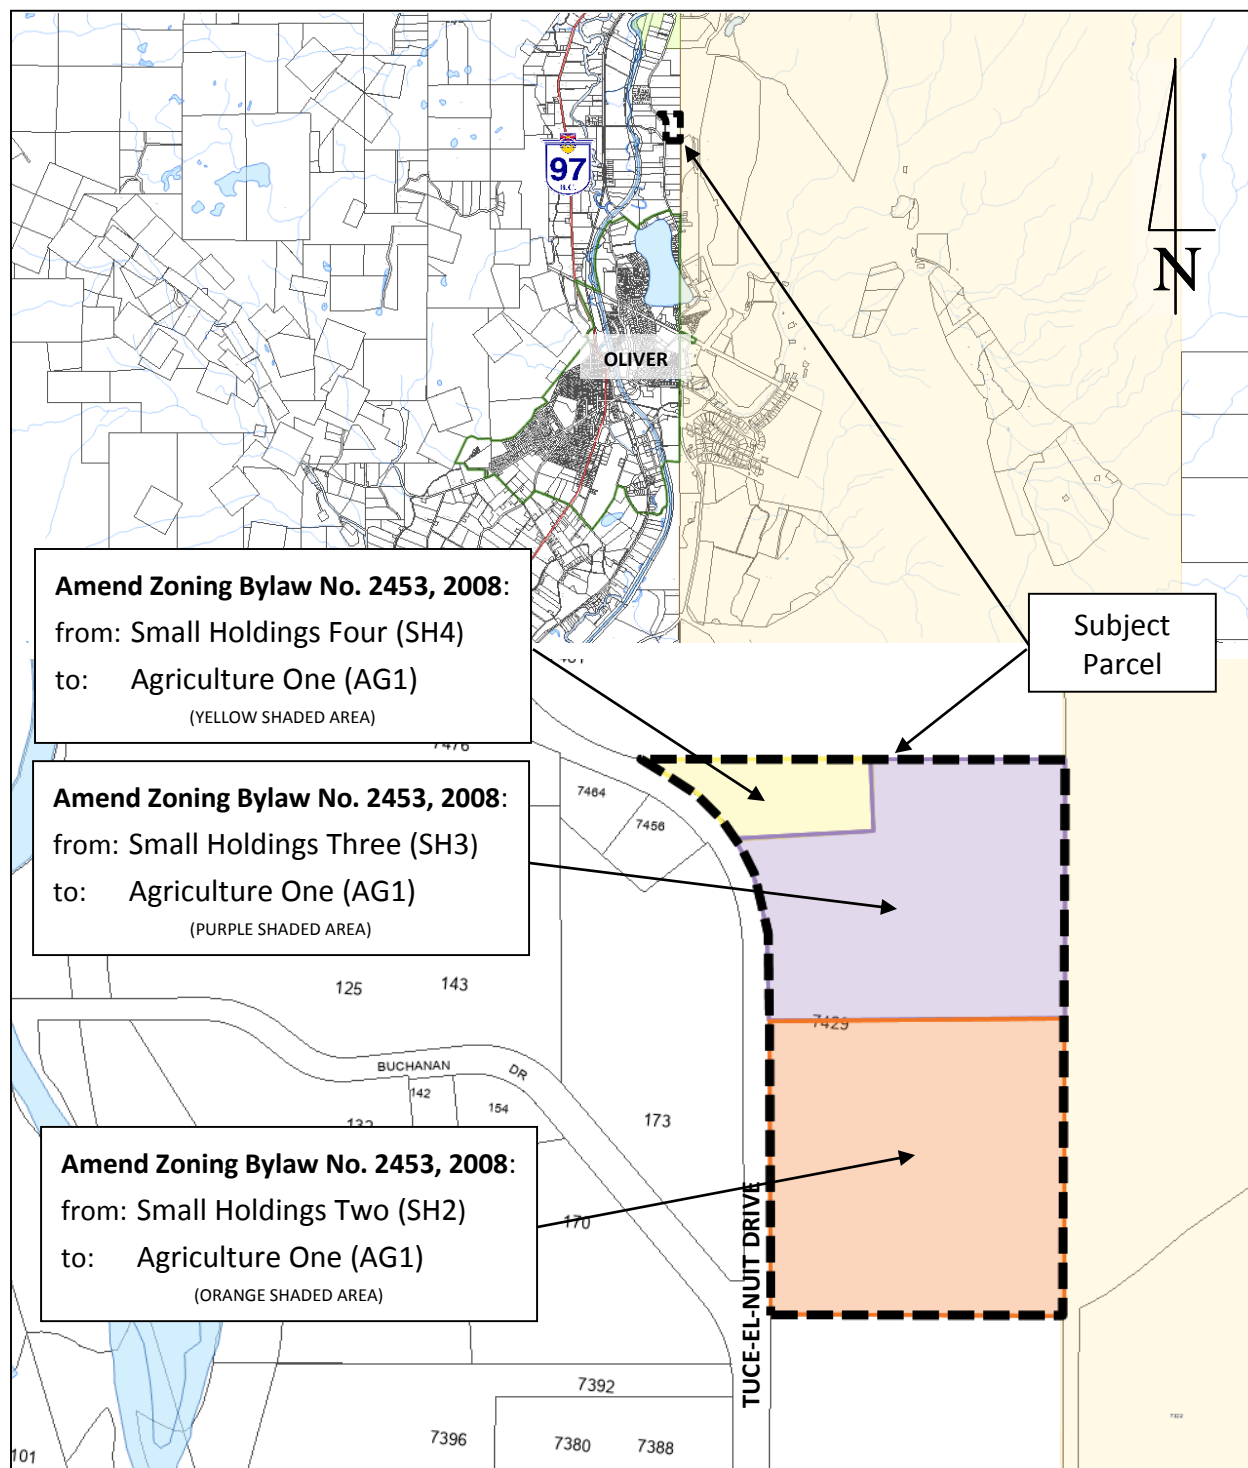 97
B.C.
N
OLIVER
Amend Zoning Bylaw No. 2453, 2008:
from: Small Holdings Four (SH4)
to: Agriculture One (AG1)
(YELLOW SHADED AREA)
Subject
Parcel
7476
7464
7456
Amend Zoning Bylaw No. 2453, 2008:
from: Small Holdings Three (SH3)
to: Agriculture One (AG1)
(PURPLE SHADED AREA)
125
143
7429
BUCHANAN DR
142
154
132
173
Amend Zoning Bylaw No. 2453, 2008:
from: Small Holdings Two (SH2)
to: Agriculture One (AG1)
(ORANGE SHADED AREA)
170
TUCE-EL-NUIT DRIVE
7392
7396
7380
7388
101